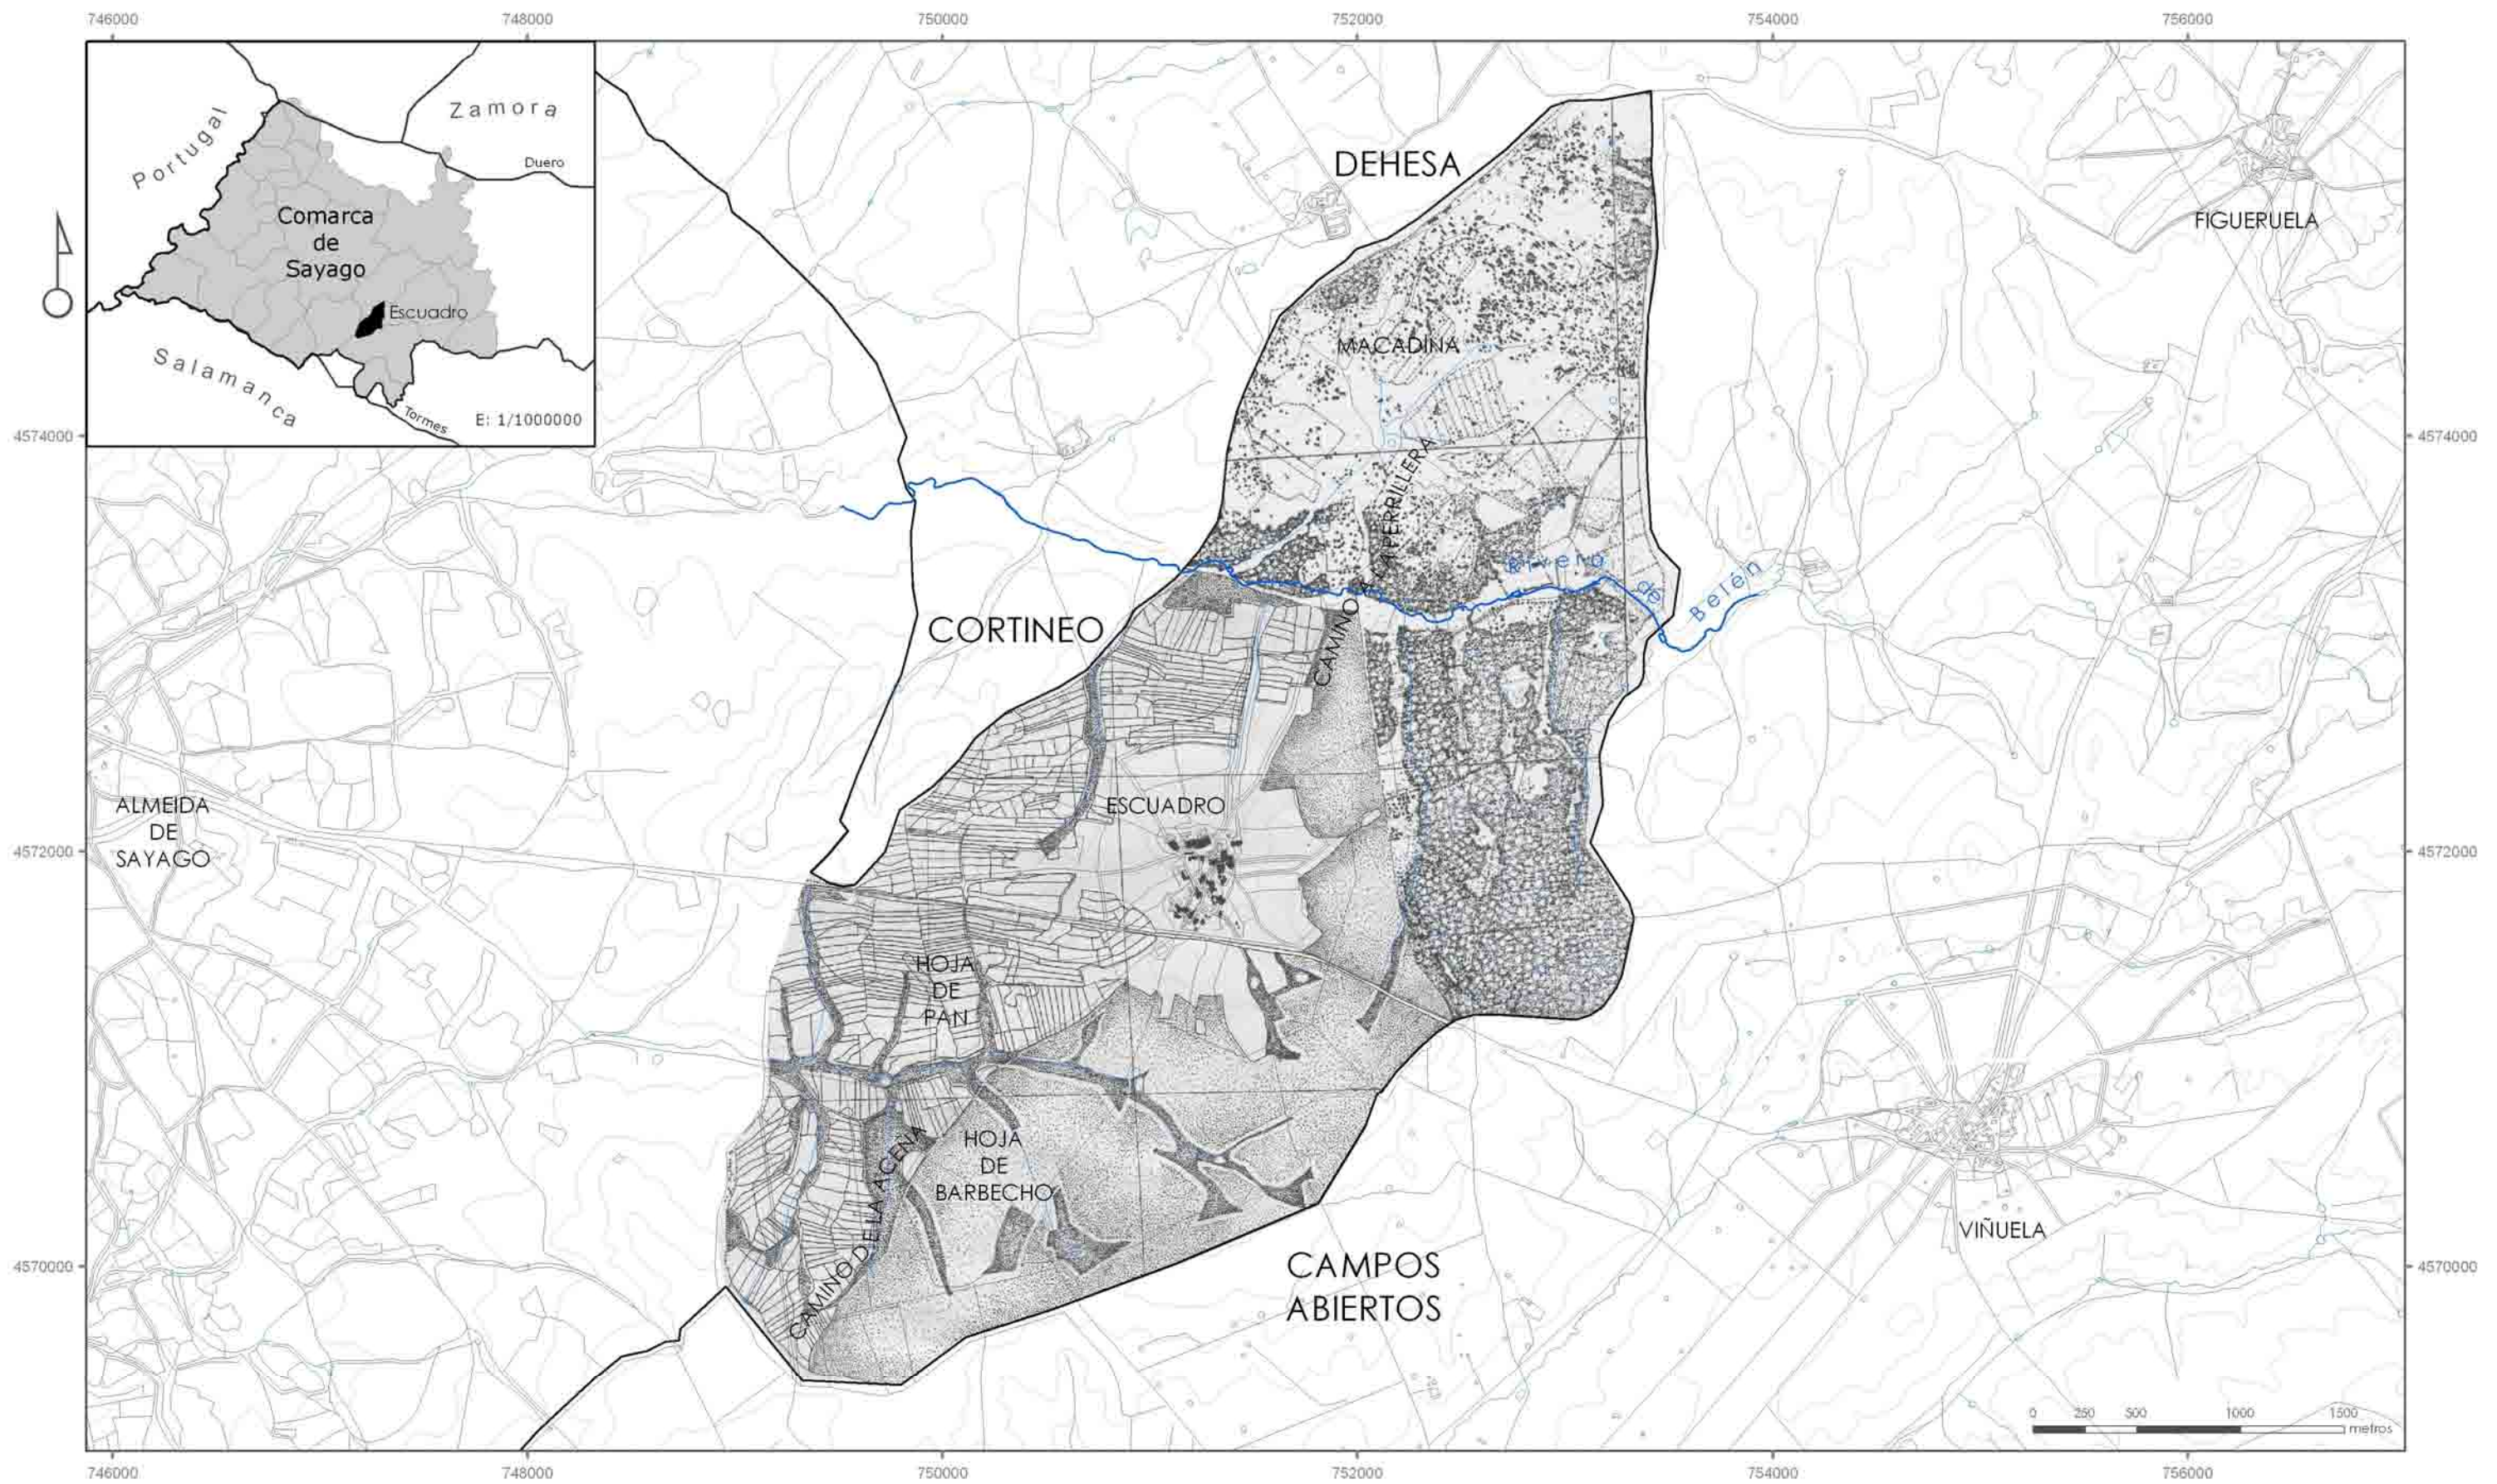 746000
748000
750000
752000
754000
756000
Portugal
Zamora
Duero
Comarca
de
Sayago
Escuadro
Salamanca
Tormes
E: 1/1000000
DEHESA
FIGUERUELA
MACADINA
4574000
4574000
CAMINO LA FERRILLERA
Rivera de Belén
CORTINEO
ESCUADRO
ALMEIDA
DE
SAYAGO
4572000
4572000
HOJA
DE
PAN
HOJA
DE
BARBECHO
CAMINO DE LA ACEÑA
VIÑUELA
4570000
4570000
CAMPOS
ABIERTOS
0 250 500 1000 1500
metros
746000
748000
750000
752000
754000
756000